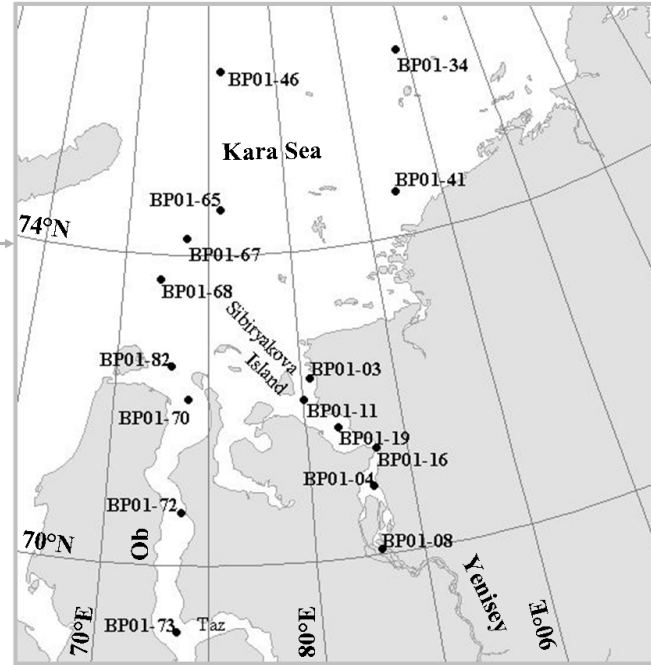 BP01-34
BP01-46
Kara Sea
BP01-41
BP01-65
74°N
BP01-67
BP01-68
Sibiryakova
Island
BP01-82
BP01-03
BP01-70
BP01-11
BP01-19
BP01-16
BP01-04
BP01-72
70°N
Ob
BP01-08
Yenisey
70°E
BP01-73
Taz
80°E
90°E